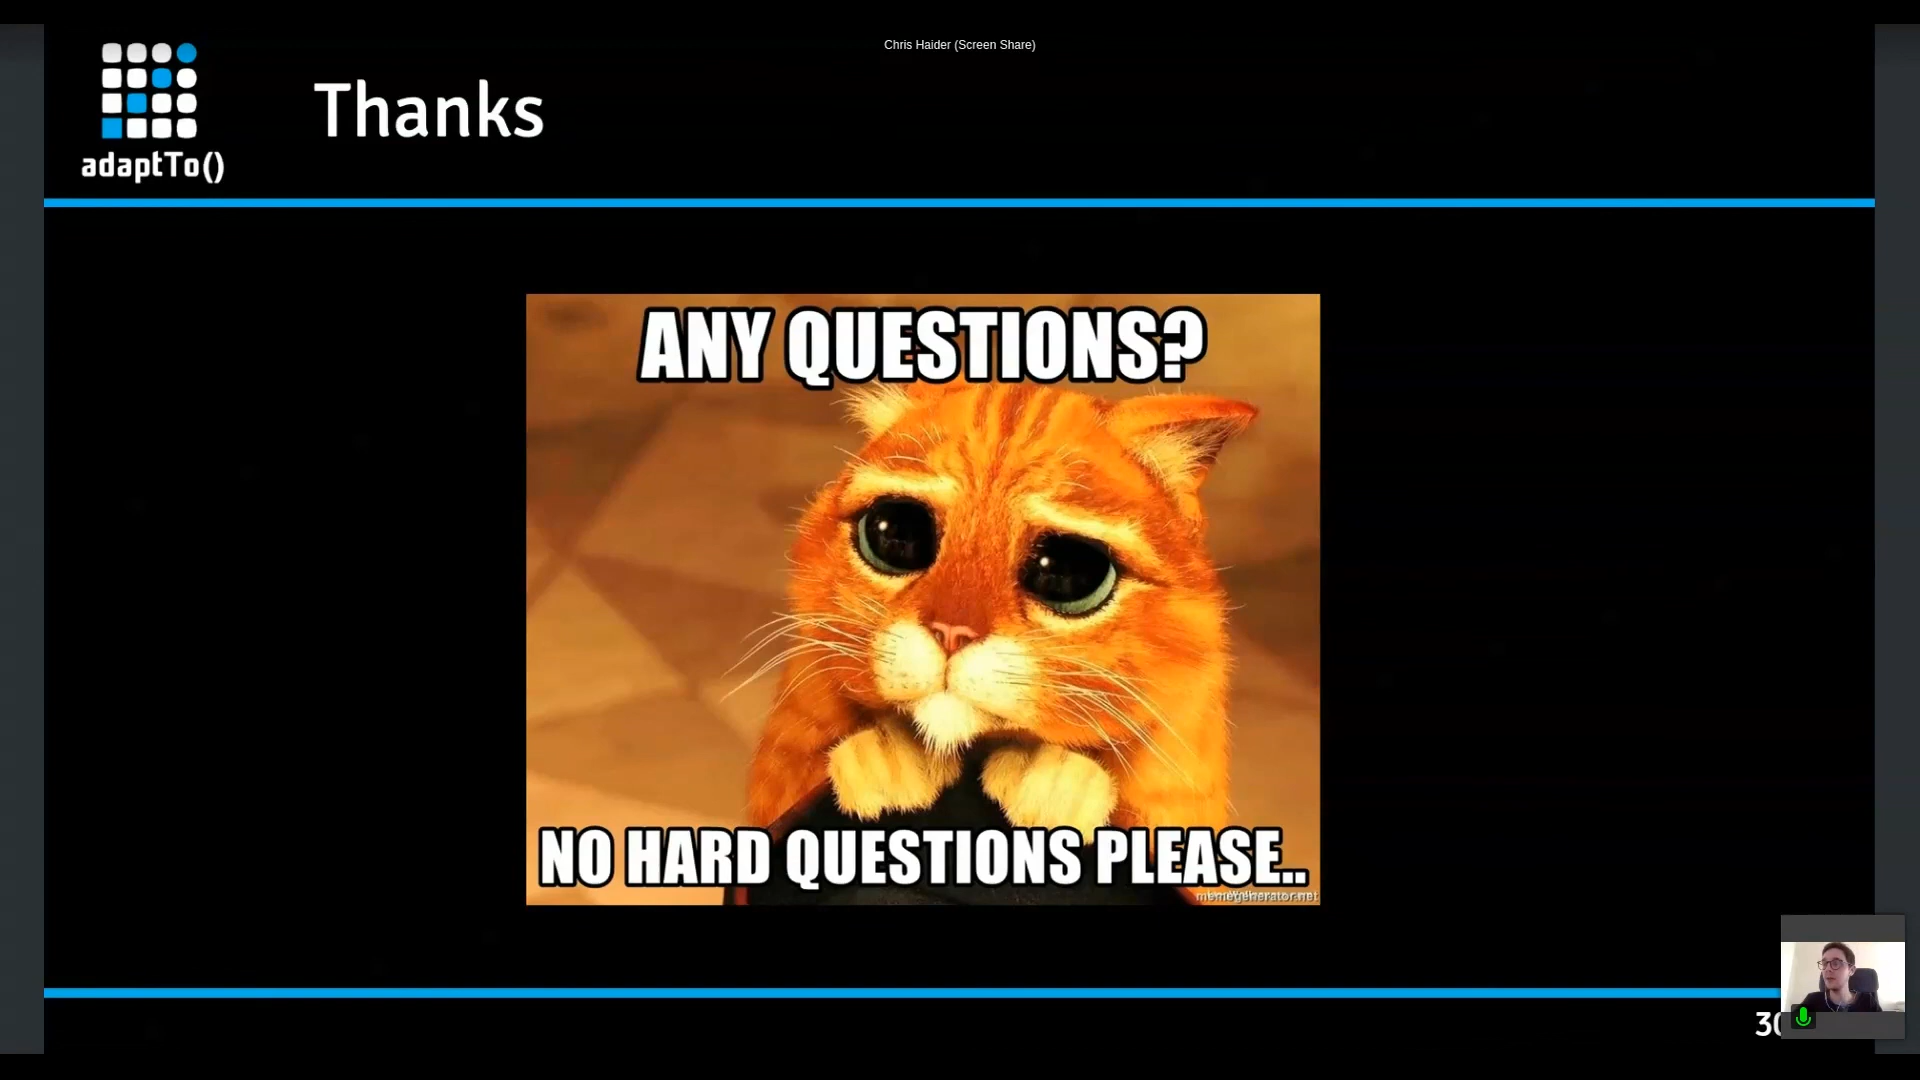 Chris Haider (Screen Share)
adaptTo()
Thanks
ANY QUESTIONS?
NO HARD QUESTIONS PLEASE..
memegenerator.net